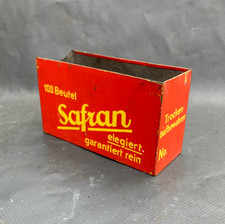 100 Beutel
Safran
elegiert.
garantiert rein
Trocken
aufbewahren
No.